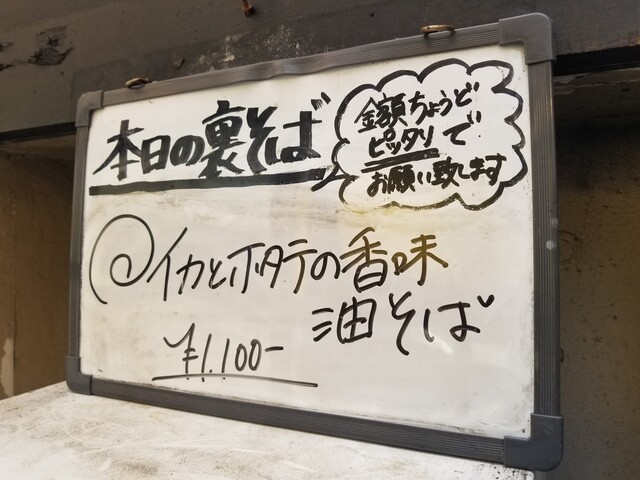 本日の裏そば
金額ちょうど
ピッタリで
お願い致します
@イカとホタテの香味
油そば
¥1.100-